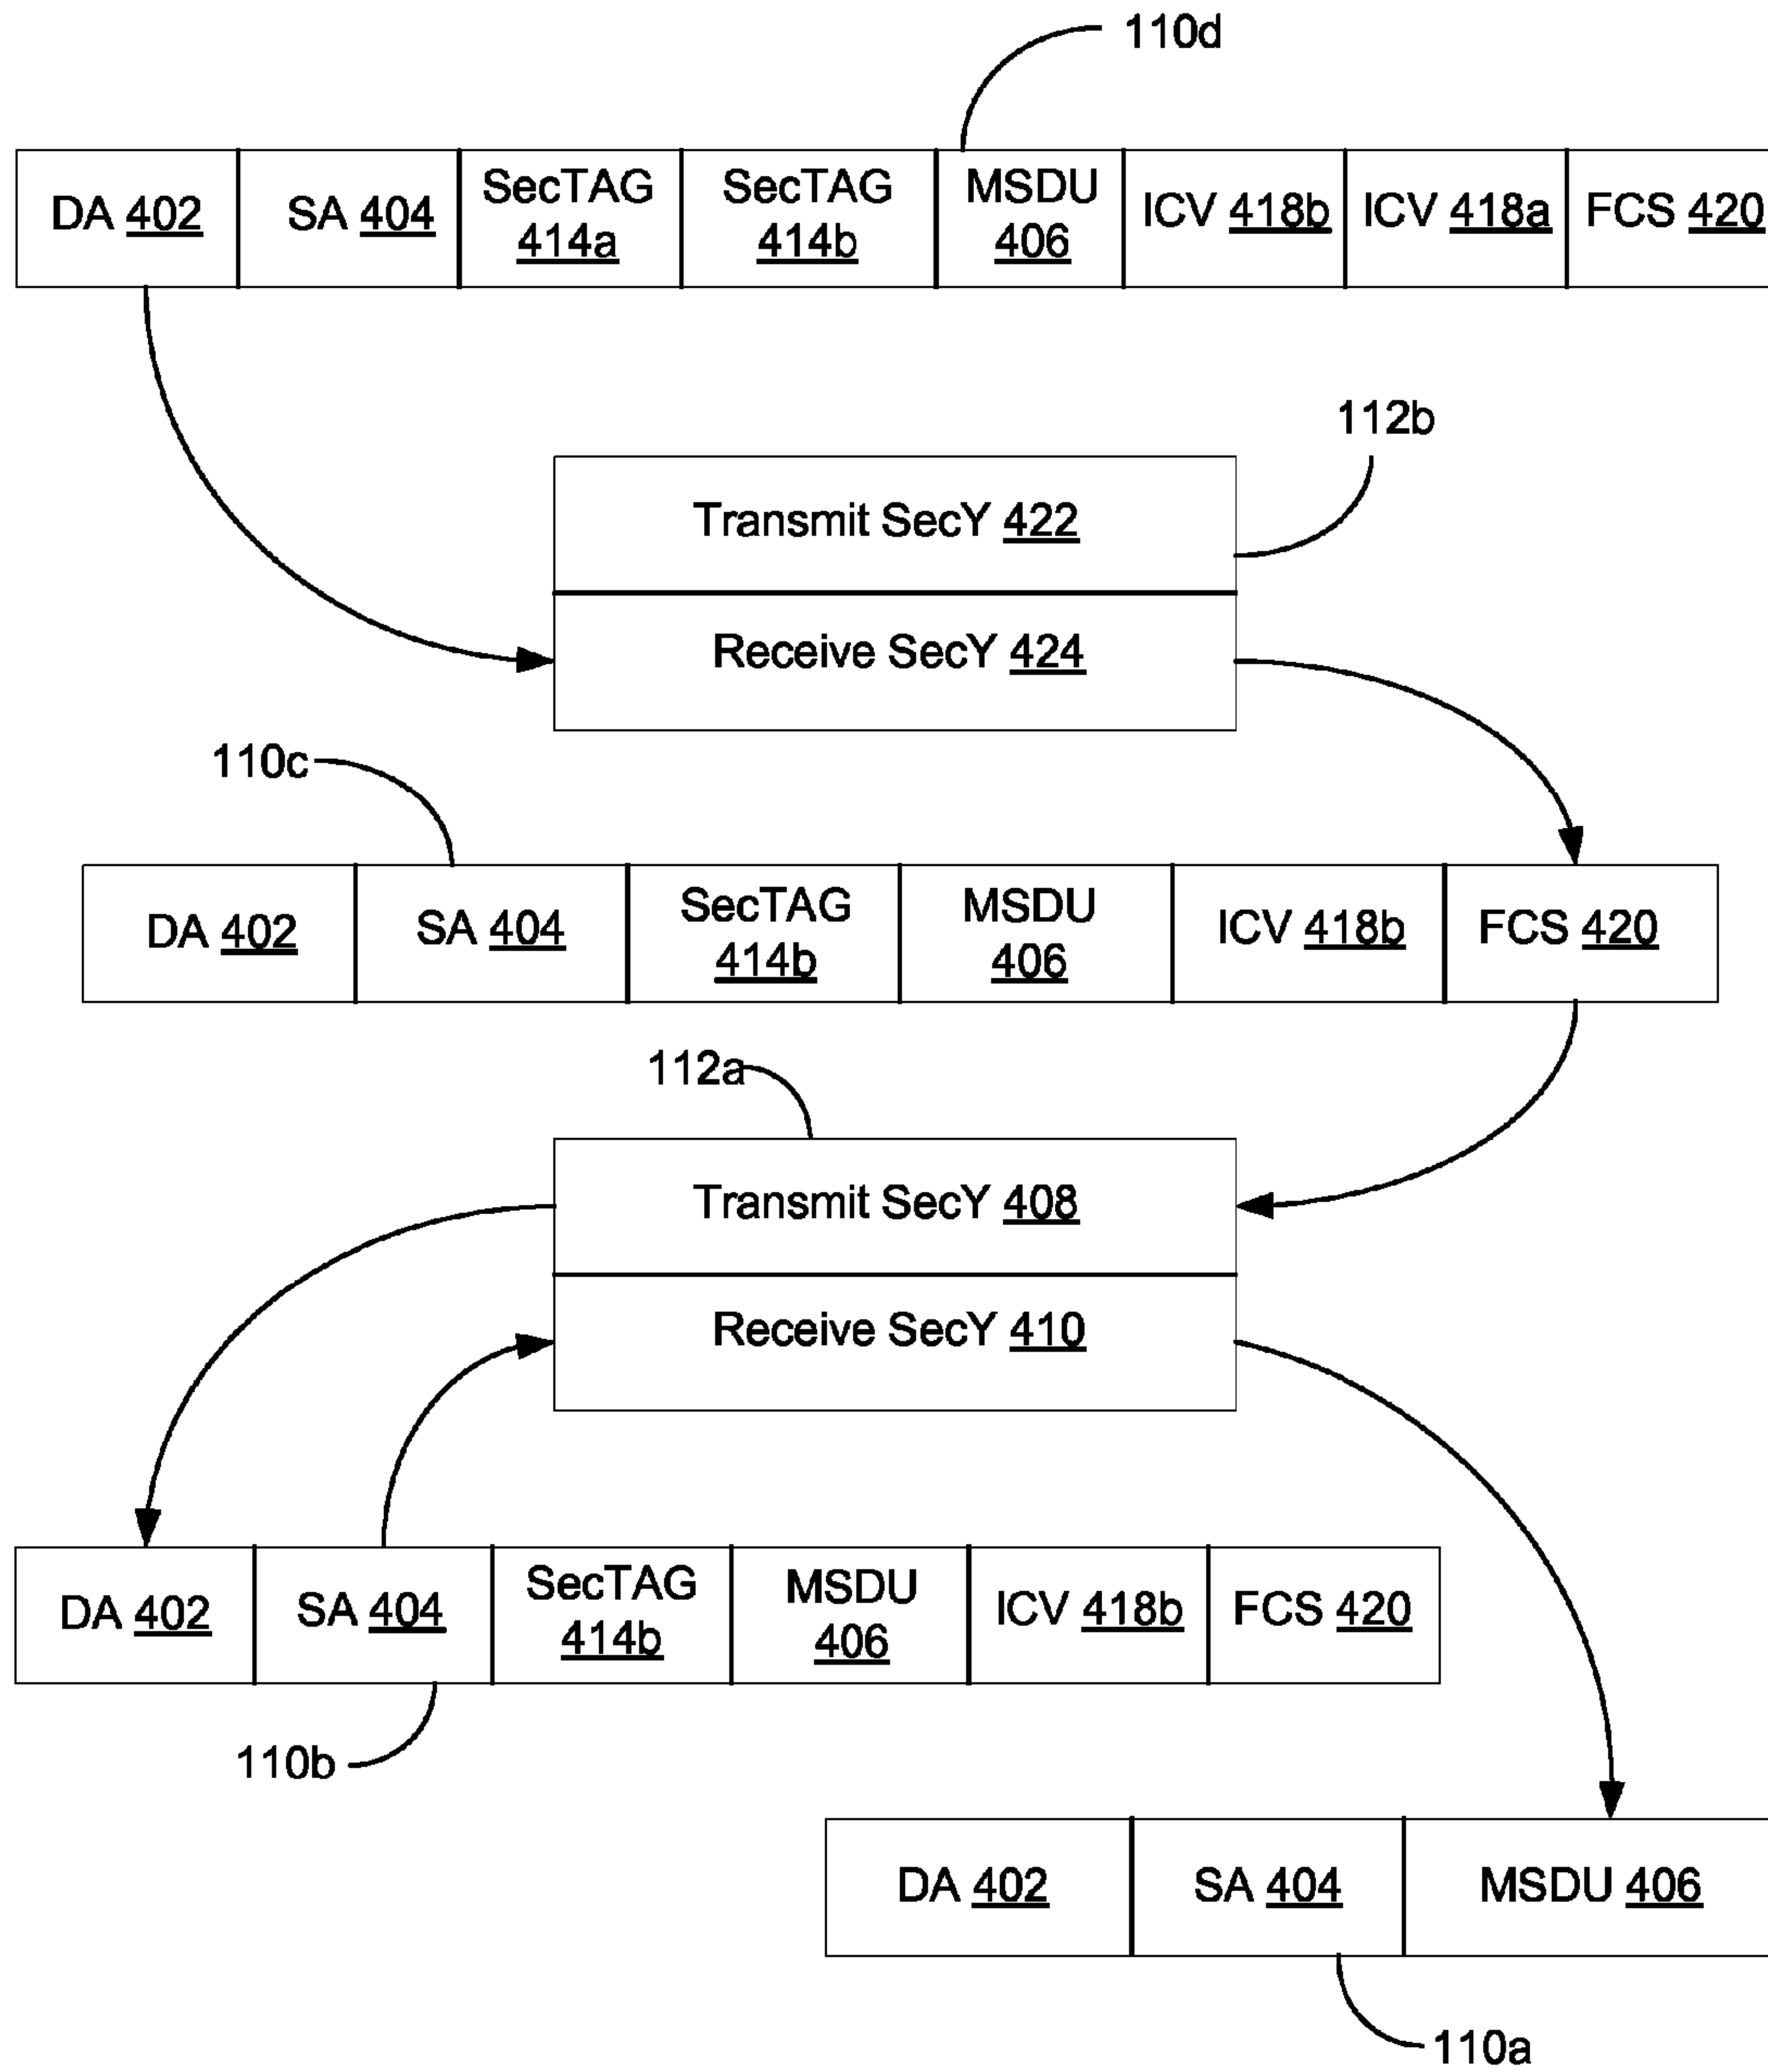 110d
DA 402 SA 404 SecTAG 414a SecTAG 414b MSDU 406 ICV 418b ICV 418a FCS 420
112b
Transmit SecY 422
Receive SecY 424
110c
DA 402 SA 404 SecTAG 414b MSDU 406 ICV 418b FCS 420
112a
Transmit SecY 408
Receive SecY 410
DA 402 SA 404 SecTAG 414b MSDU 406 ICV 418b FCS 420
110b
DA 402 SA 404 MSDU 406
110a